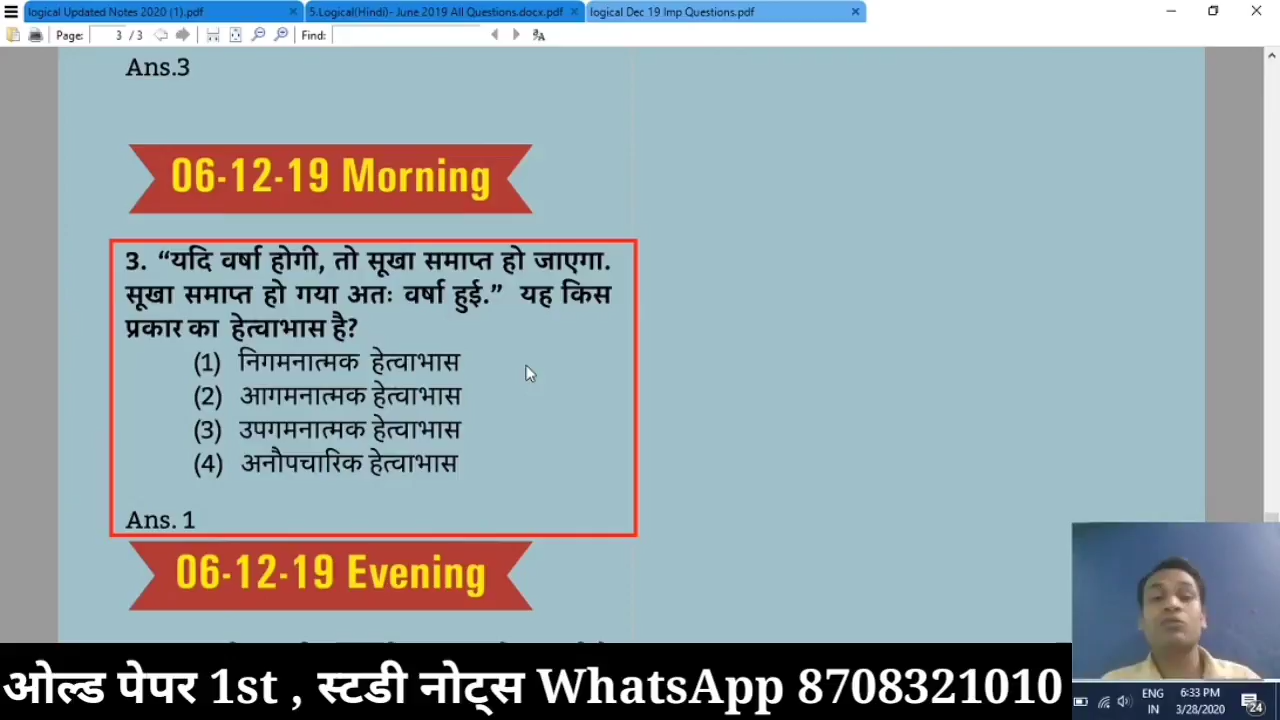 logical Updated Notes 2020 (1).pdf
5.Logical(Hindi)- June 2019 All Questions.docx.pdf
logical Dec 19 Imp Questions.pdf
Page: 3 / 3 Find:
Ans.3
06-12-19 Morning
3. “यदि वर्षा होगी, तो सूखा समाप्त हो जाएगा.
सूखा समाप्त हो गया अतः वर्षा हुई.” यह किस
प्रकार का हेत्वाभास है?
(1) निगमनात्मक हेत्वाभास
(2) आगमनात्मक हेत्वाभास
(3) उपगमनात्मक हेत्वाभास
(4) अनौपचारिक हेत्वाभास
Ans. 1
06-12-19 Evening
ओल्ड पेपर 1st , स्टडी नोट्स WhatsApp 8708321010
ENG 6:33 PM
IN 3/28/2020 24